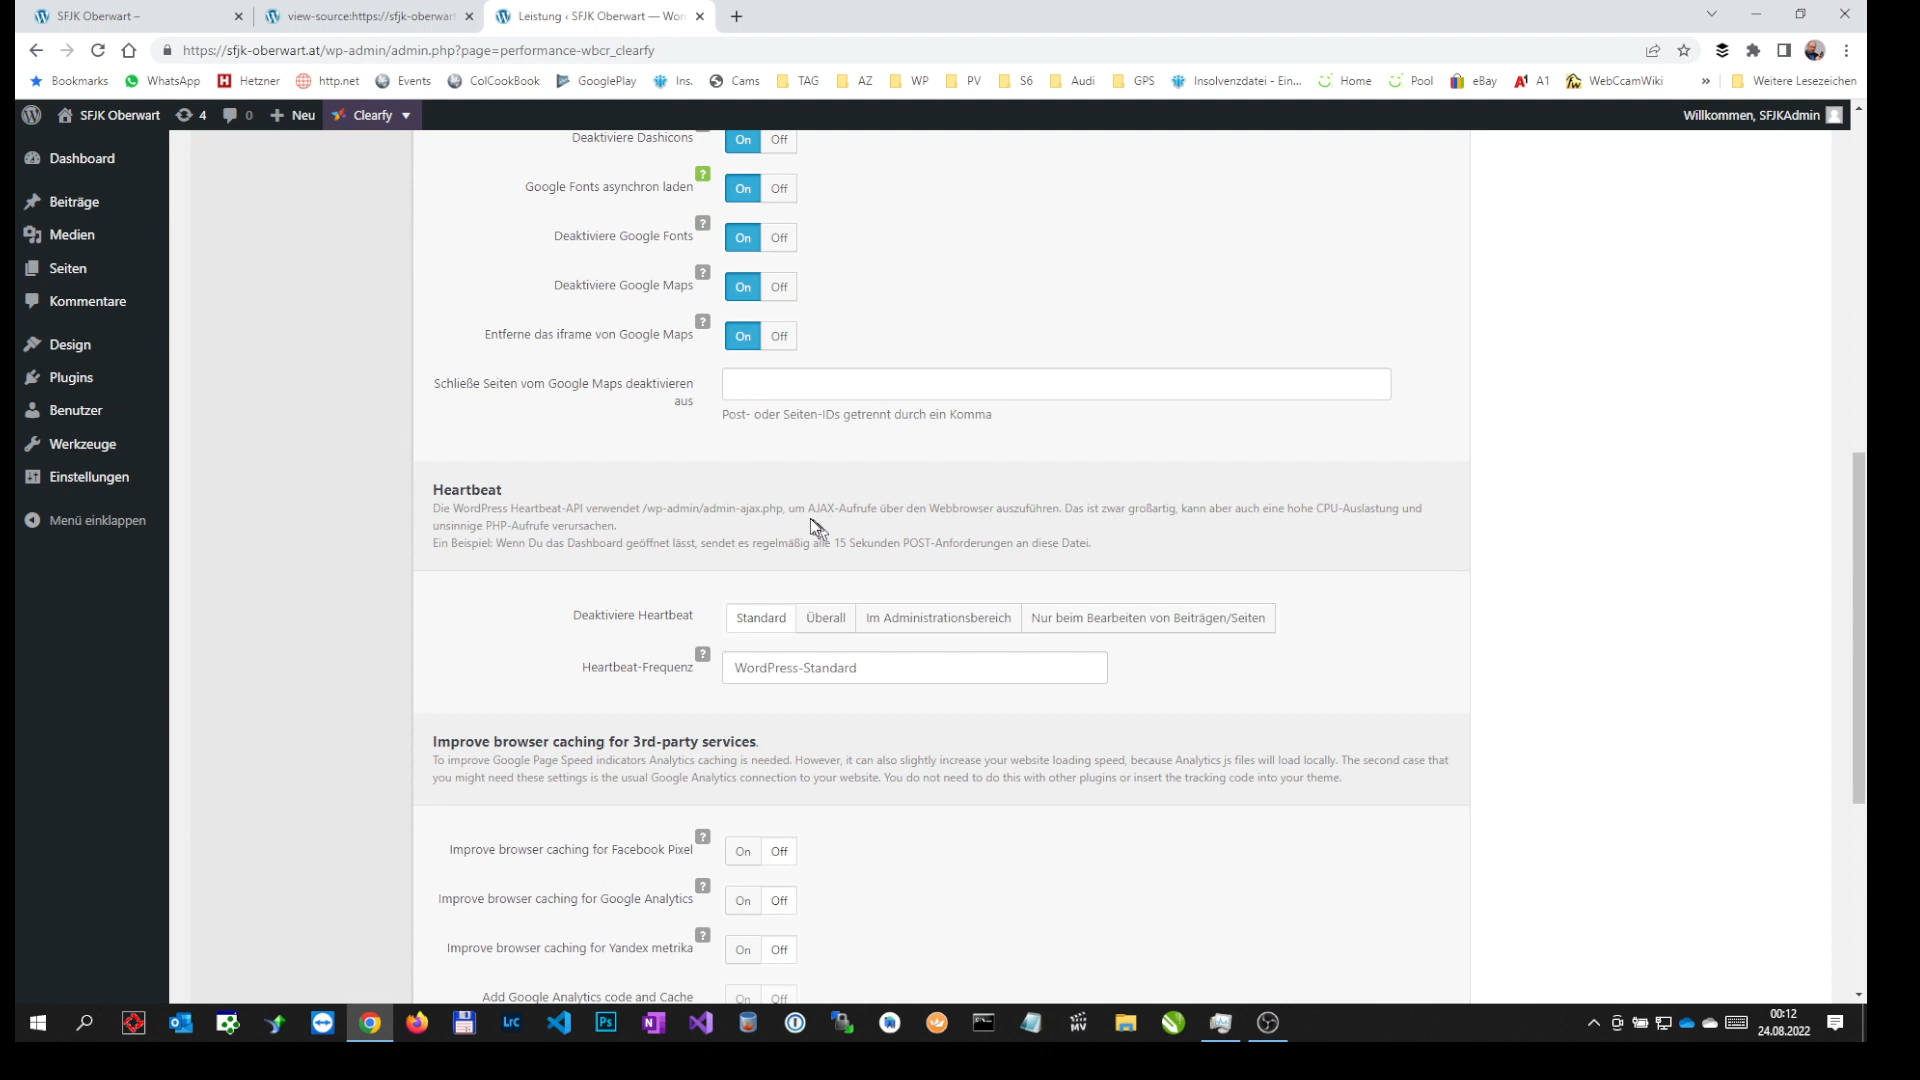 SFJK Oberwart –
view-source:https://sfjk-oberwart
Leistung ‹ SFJK Oberwart — Wor
https://sfjk-oberwart.at/wp-admin/admin.php?page=performance-wbcr_clearfy
Bookmarks WhatsApp Hetzner http.net Events ColCookBook GooglePlay Ins. Cams TAG AZ WP PV S6 Audi GPS Insolvenzdatei - Ein... Home Pool eBay A1 WebCcamWiki » Weitere Lesezeichen
SFJK Oberwart 4 0 Neu Clearfy Willkommen, SFJKAdmin
Dashboard
Beiträge
Medien
Seiten
Kommentare
Design
Plugins
Benutzer
Werkzeuge
Einstellungen
Menü einklappen
Deaktiviere Dashicons On Off
Google Fonts asynchron laden ? On Off
Deaktiviere Google Fonts ? On Off
Deaktiviere Google Maps ? On Off
Entferne das iframe von Google Maps ? On Off
Schließe Seiten vom Google Maps deaktivieren
aus
Post- oder Seiten-IDs getrennt durch ein Komma
Heartbeat
Die WordPress Heartbeat-API verwendet /wp-admin/admin-ajax.php, um AJAX-Aufrufe über den Webbrowser auszuführen. Das ist zwar großartig, kann aber auch eine hohe CPU-Auslastung und
unsinnige PHP-Aufrufe verursachen.
Ein Beispiel: Wenn Du das Dashboard geöffnet lässt, sendet es regelmäßig alle 15 Sekunden POST-Anforderungen an diese Datei.
Deaktiviere Heartbeat Standard Überall Im Administrationsbereich Nur beim Bearbeiten von Beiträgen/Seiten
Heartbeat-Frequenz ? WordPress-Standard
Improve browser caching for 3rd-party services.
To improve Google Page Speed indicators Analytics caching is needed. However, it can also slightly increase your website loading speed, because Analytics js files will load locally. The second case that
you might need these settings is the usual Google Analytics connection to your website. You do not need to do this with other plugins or insert the tracking code into your theme.
Improve browser caching for Facebook Pixel ? On Off
Improve browser caching for Google Analytics ? On Off
Improve browser caching for Yandex metrika ? On Off
Add Google Analytics code and Cache On Off
Lrc Ps N MV
00:12
24.08.2022